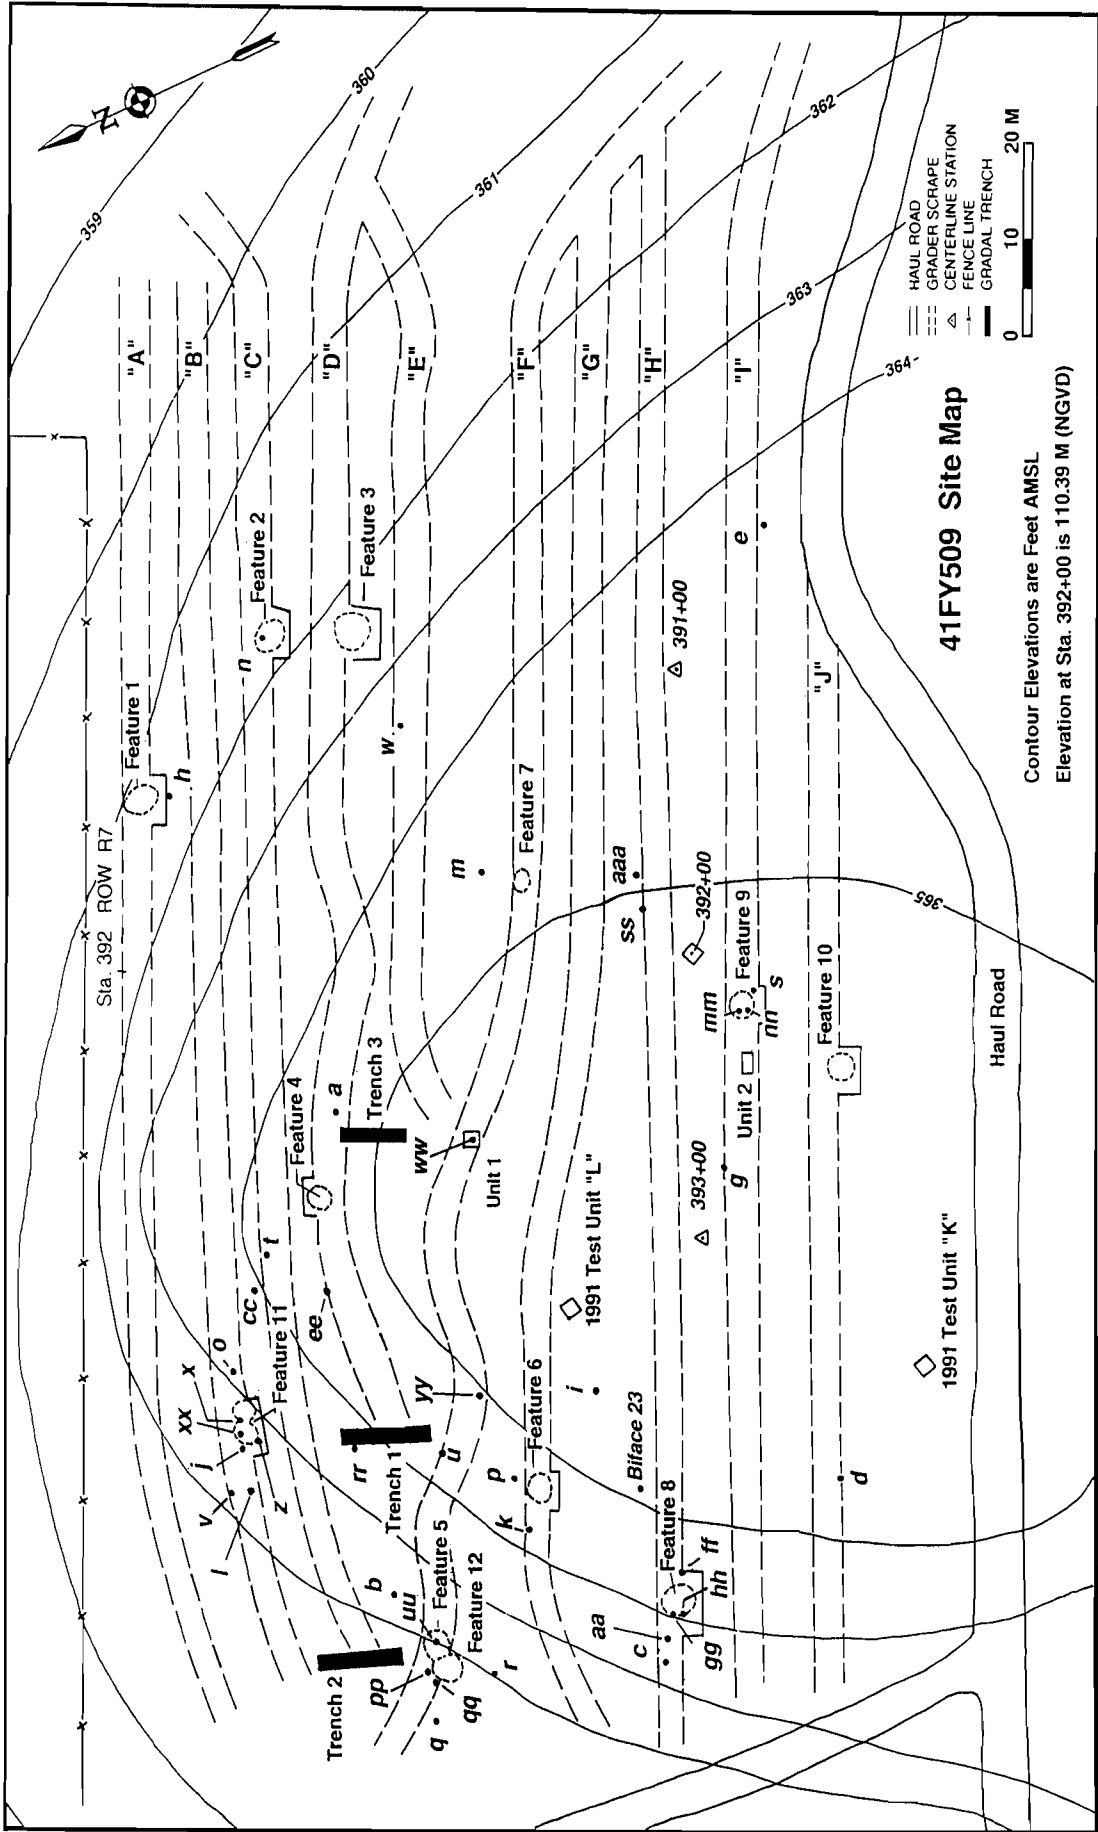 N
359
360
361
362
363
364-
365
"A"
"B"
"C"
"D"
"E"
"F"
"G"
"H"
"I"
"J"
HAUL ROAD
GRADER SCRAPE
CENTERLINE STATION
FENCE LINE
GRADAL TRENCH
0 10 20 M
41FY509 Site Map
Contour Elevations are Feet AMSL
Elevation at Sta. 392+00 is 110.39 M (NGVD)
Sta. 392 ROW R7
Feature 1
h
n
Feature 2
Feature 3
w
m
Feature 7
aaa
ss
391+00
e
392+00
Feature 9
mm
nn
s
Unit 2
Feature 10
Haul Road
Feature 4
a
Trench 3
ww
Unit 1
393+00
g
1991 Test Unit "L"
1991 Test Unit "K"
t
cc
ee
Feature 11
o
x
xx
j
v
l
z
rr
Trench 1
yy
u
i
Feature 6
p
k
Biface 23
d
Feature 8
ff
hh
gg
aa
c
b
uu
Feature 5
Feature 12
Trench 2
pp
qq
q
r